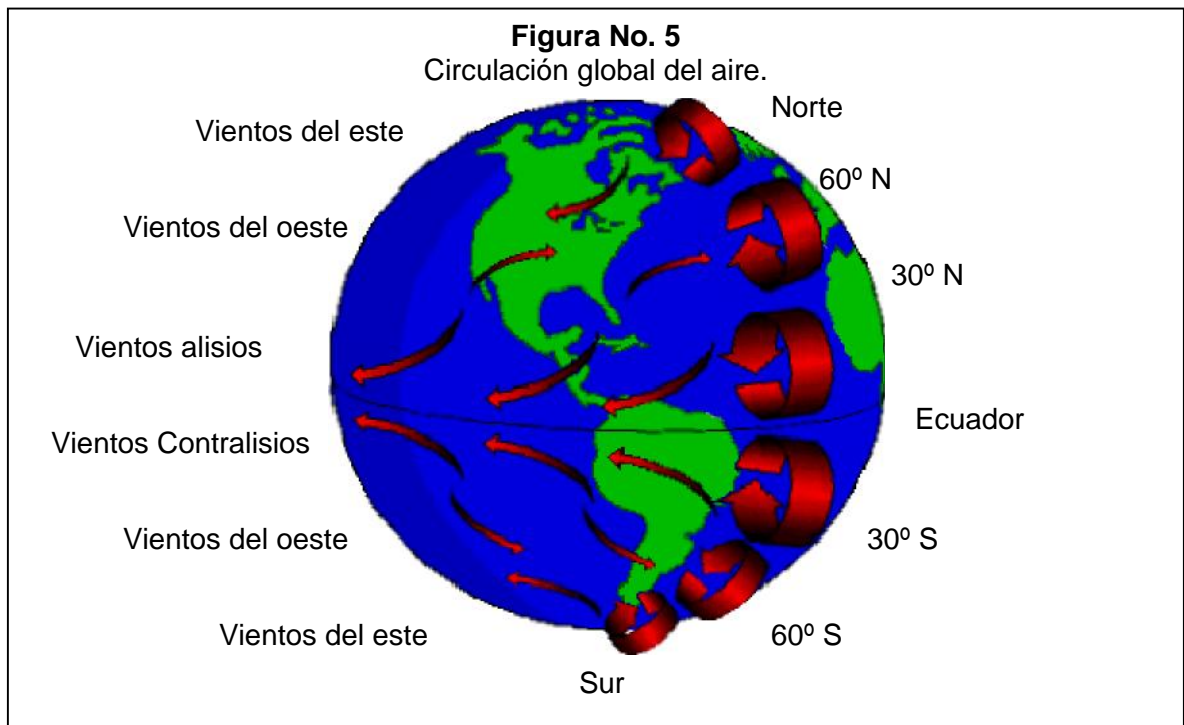 Figura No. 5
Circulación global del aire.
Norte
Vientos del este
60º N
Vientos del oeste
30º N
Vientos alisios
Ecuador
Vientos Contralisios
Vientos del oeste
30º S
Vientos del este
60º S
Sur